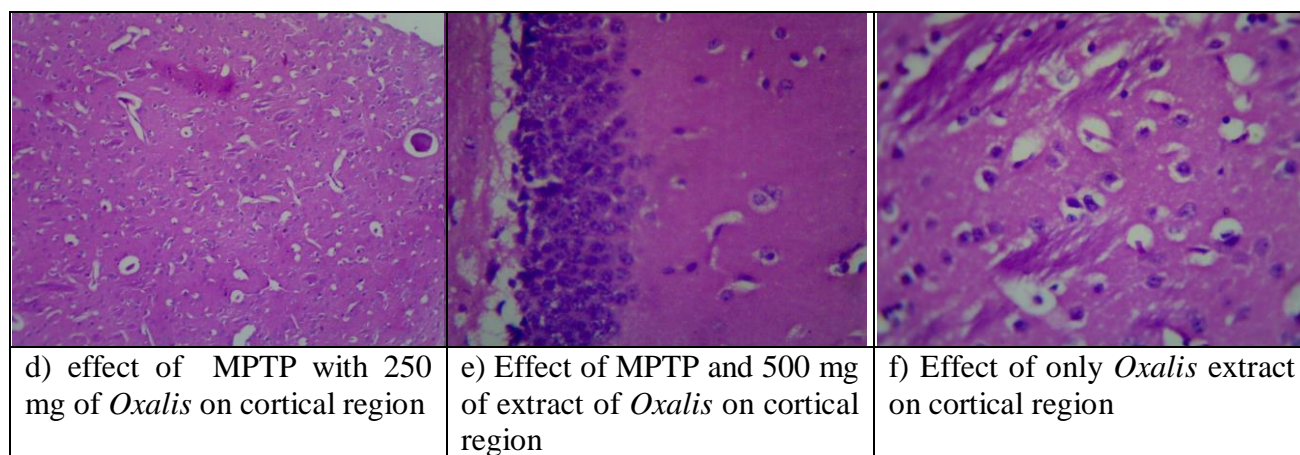 d) effect of MPTP with 250
mg of Oxalis on cortical region
e) Effect of MPTP and 500 mg
of extract of Oxalis on cortical
region
f) Effect of only Oxalis extract
on cortical region